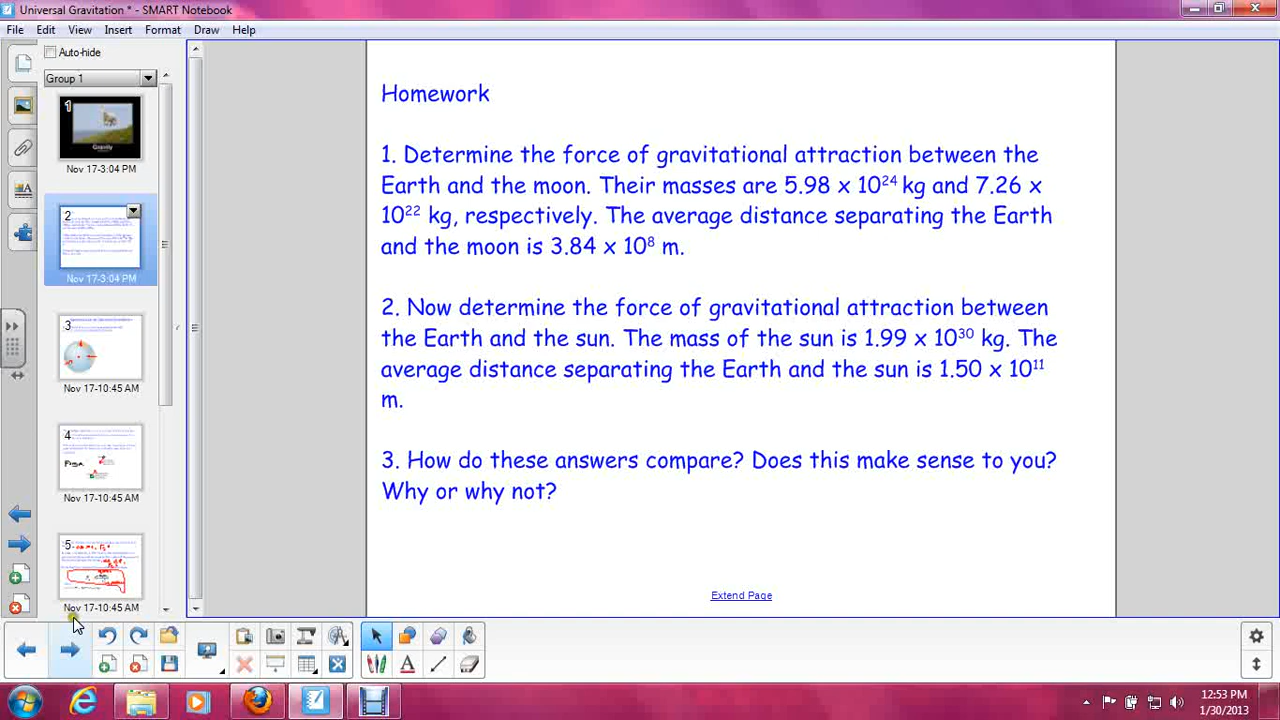 Universal Gravitation * - SMART Notebook
File Edit View Insert Format Draw Help
Auto-hide
Group 1
1
Gravity
Nov 17-3:04 PM
2
Nov 17-3:04 PM
3
Nov 17-10:45 AM
4
Nov 17-10:45 AM
5
Nov 17-10:45 AM
Homework
1. Determine the force of gravitational attraction between the
Earth and the moon. Their masses are 5.98 x 10²⁴ kg and 7.26 x
10²² kg, respectively. The average distance separating the Earth
and the moon is 3.84 x 10⁸ m.
2. Now determine the force of gravitational attraction between
the Earth and the sun. The mass of the sun is 1.99 x 10³⁰ kg. The
average distance separating the Earth and the sun is 1.50 x 10¹¹
m.
3. How do these answers compare? Does this make sense to you?
Why or why not?
Extend Page
12:53 PM
1/30/2013